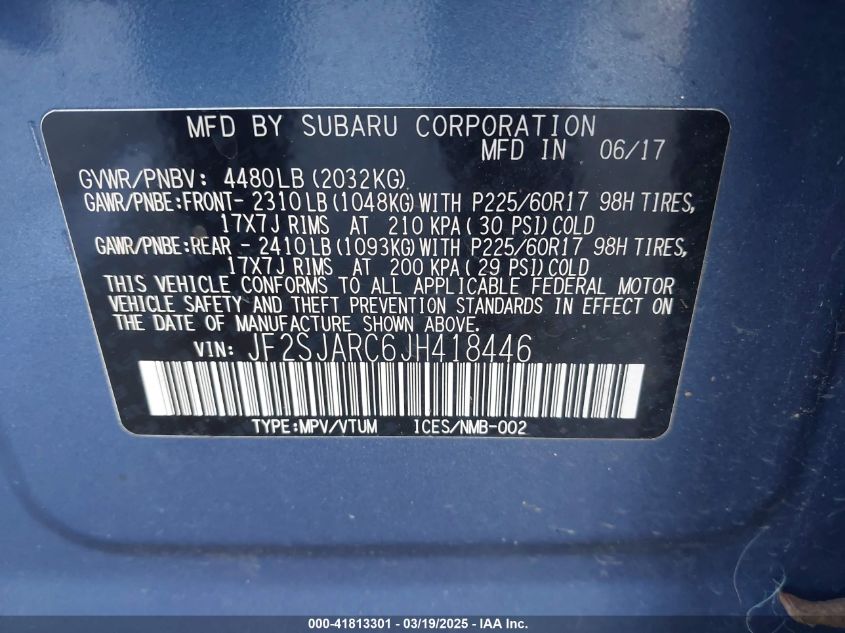 MFD BY SUBARU CORPORATION
MFD IN 06/17
GVWR/PNBV: 4480LB(2032KG)
GAWR/PNBE:FRONT- 2310LB(1048KG)WITH P225/60R17 98H TIRES,
17X7J RIMS AT 210 KPA(30 PSI)COLD
GAWR/PNBE:REAR - 2410LB(1093KG)WITH P225/60R17 98H TIRES,
17X7J RIMS AT 200 KPA(29 PSI)COLD
THIS VEHICLE CONFORMS TO ALL APPLICABLE FEDERAL MOTOR
VEHICLE SAFETY AND THEFT PREVENTION STANDARDS IN EFFECT ON
THE DATE OF MANUFACTURE SHOWN ABOVE.
VIN: JF2SJARC6JH418446
TYPE:MPV/VTUM ICES/NMB-002
000-41813301 - 03/19/2025 - IAA Inc.